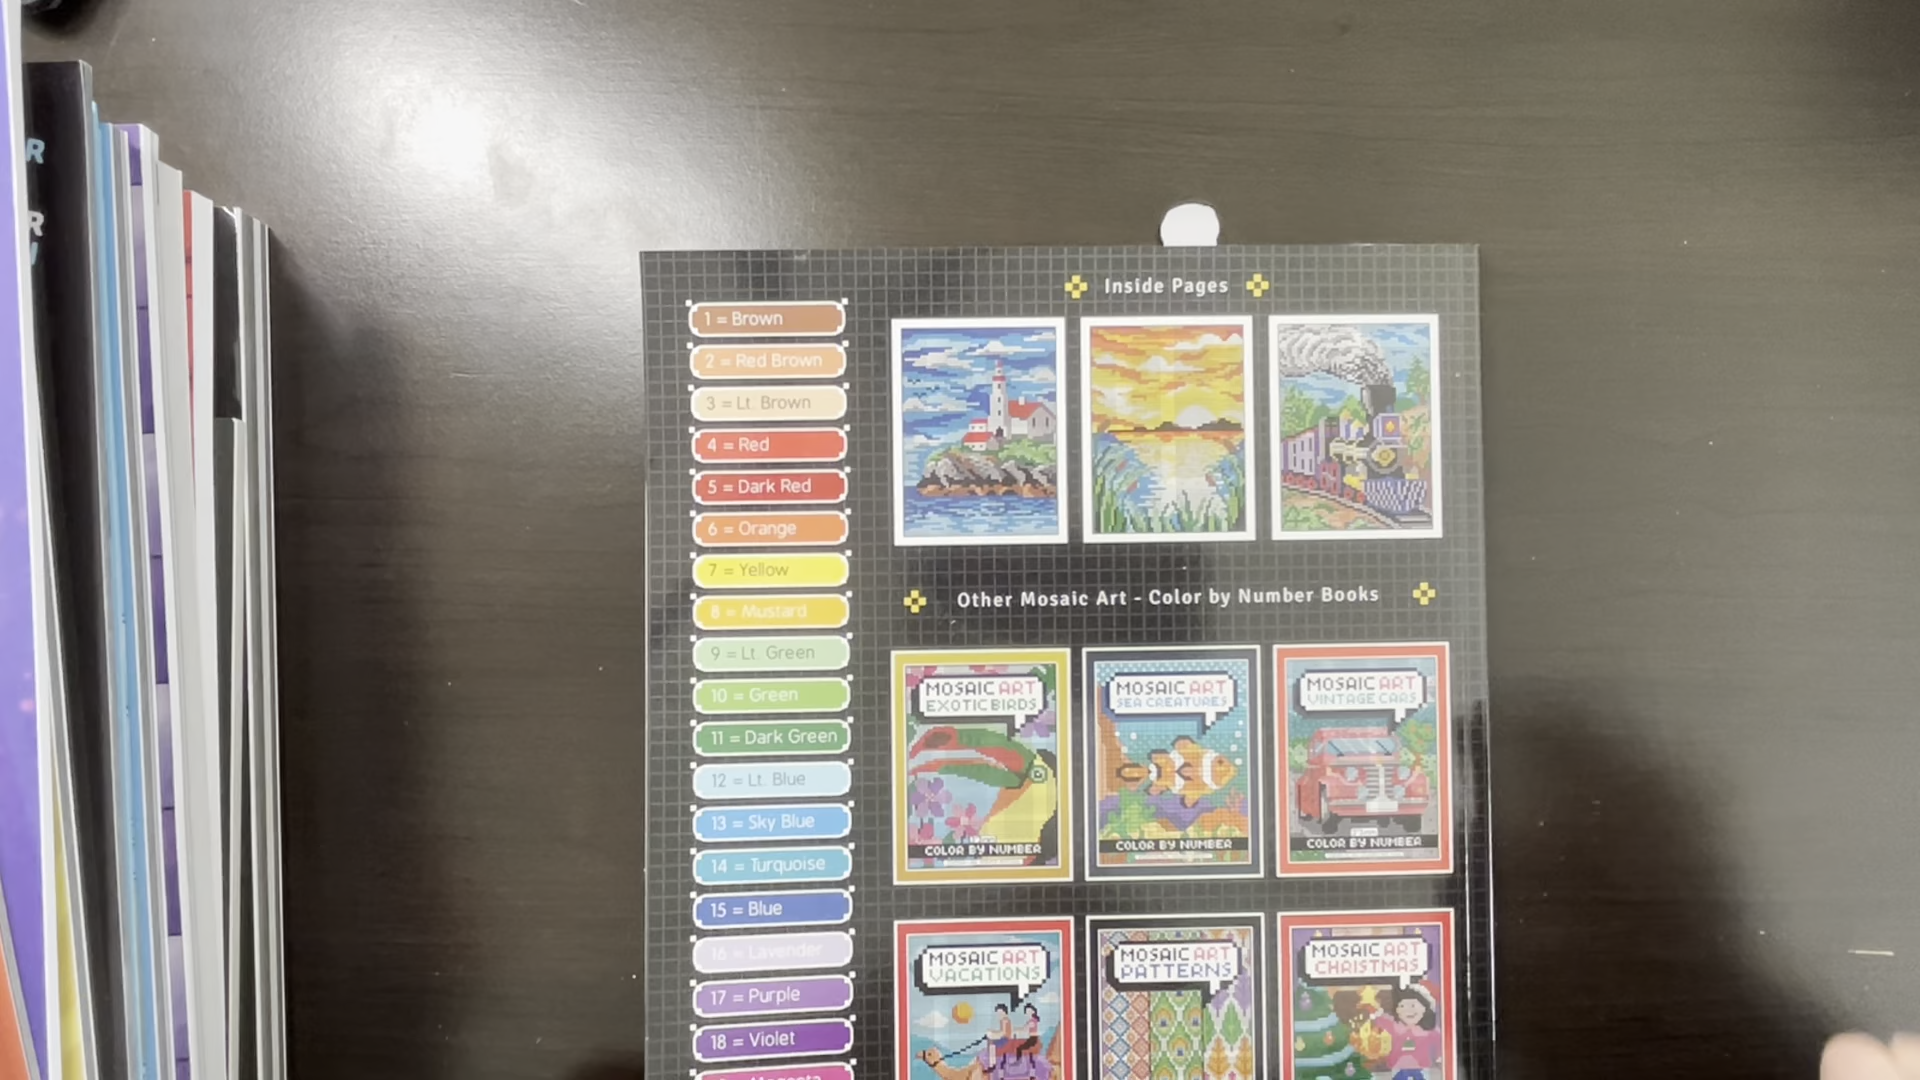 R
R
1 = Brown
2 = Red Brown
3 = Lt. Brown
4 = Red
5 = Dark Red
6 = Orange
7 = Yellow
8 = Mustard
9 = Lt. Green
10 = Green
11 = Dark Green
12 = Lt. Blue
13 = Sky Blue
14 = Turquoise
15 = Blue
16 = Lavender
17 = Purple
18 = Violet
Magenta
Inside Pages
Other Mosaic Art - Color by Number Books
MOSAIC ART
EXOTIC BIRDS
COLOR BY NUMBER
MOSAIC ART
SEA CREATURES
COLOR BY NUMBER
MOSAIC ART
VINTAGE CARS
COLOR BY NUMBER
MOSAIC ART
VACATIONS
MOSAIC ART
PATTERNS
MOSAIC ART
CHRISTMAS